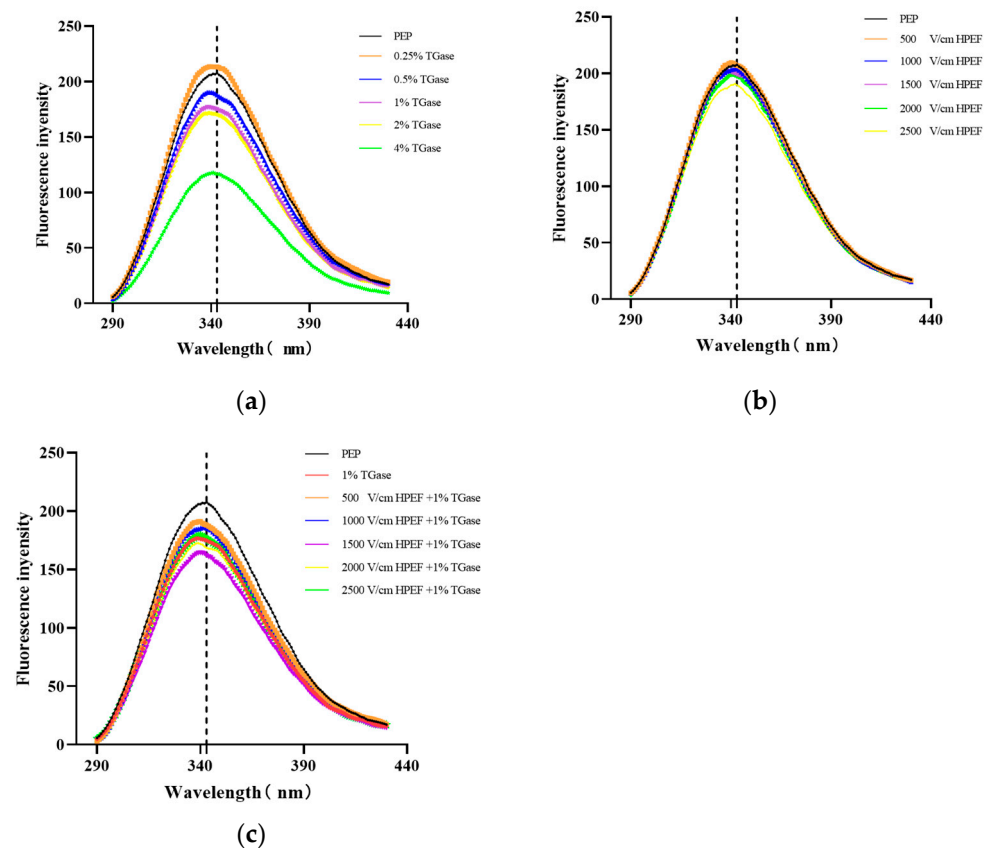 250
200
150
100
50
0
Fluorescence inyensity
290 340 390 440
Wavelength( nm)
PEP
0.25% TGase
0.5% TGase
1% TGase
2% TGase
4% TGase
(a)
250
200
150
100
50
0
Fluorescence inyensity
290 340 390 440
Wavelength( nm)
PEP
500 V/cm HPEF
1000 V/cm HPEF
1500 V/cm HPEF
2000 V/cm HPEF
2500 V/cm HPEF
(b)
250
200
150
100
50
0
Fluorescence inyensity
290 340 390 440
Wavelength( nm)
PEP
1% TGase
500 V/cm HPEF +1% TGase
1000 V/cm HPEF +1% TGase
1500 V/cm HPEF +1% TGase
2000 V/cm HPEF +1% TGase
2500 V/cm HPEF +1% TGase
(c)